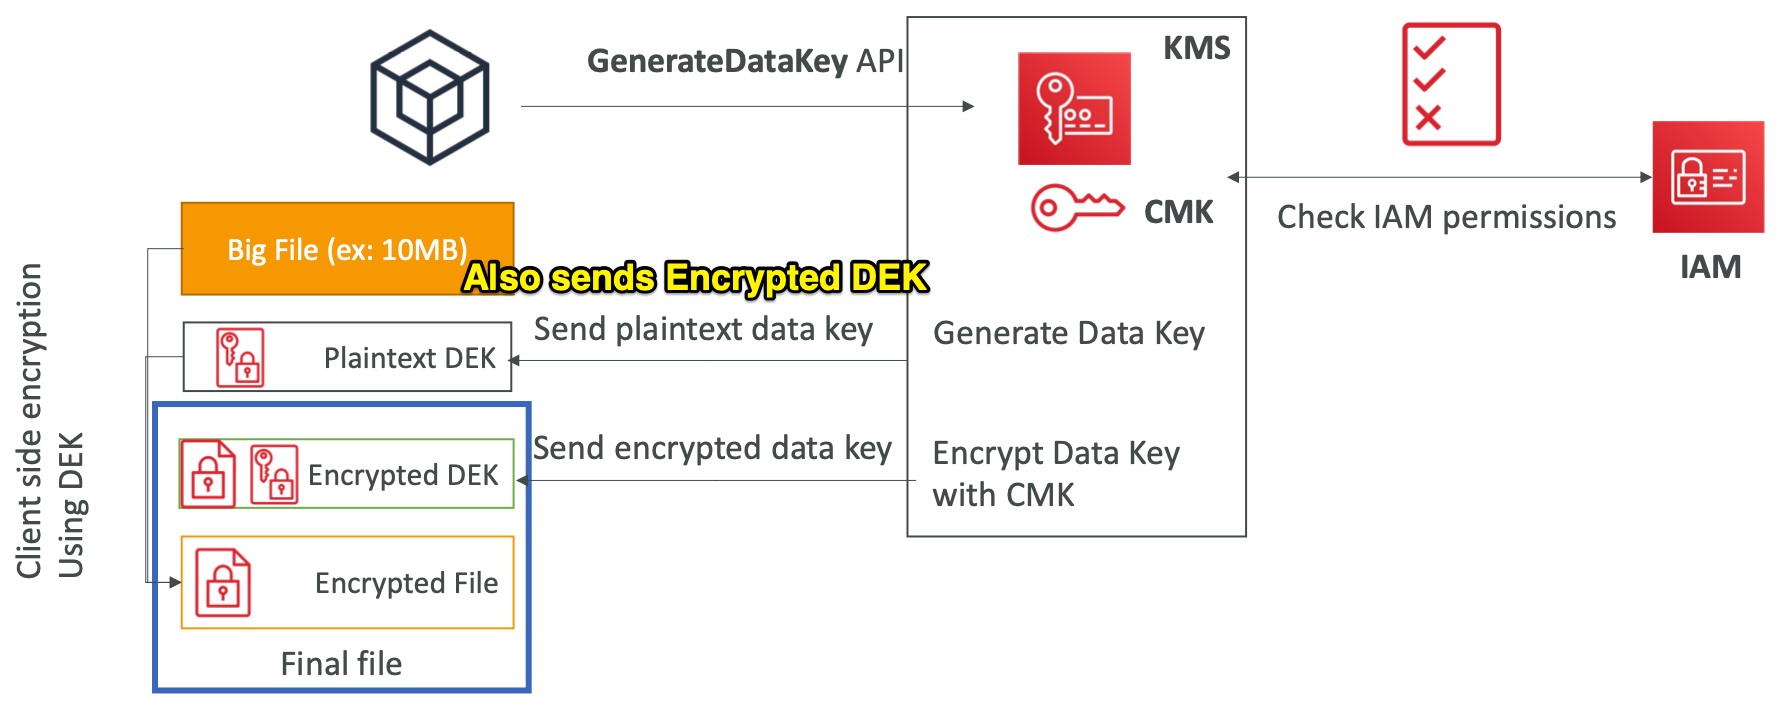 GenerateDataKey API
KMS
CMK
Check IAM permissions
IAM
Big File (ex: 10MB)
Also sends Encrypted DEK
Send plaintext data key
Generate Data Key
Plaintext DEK
Client side encryption
Using DEK
Send encrypted data key
Encrypt Data Key
with CMK
Encrypted DEK
Encrypted File
Final file